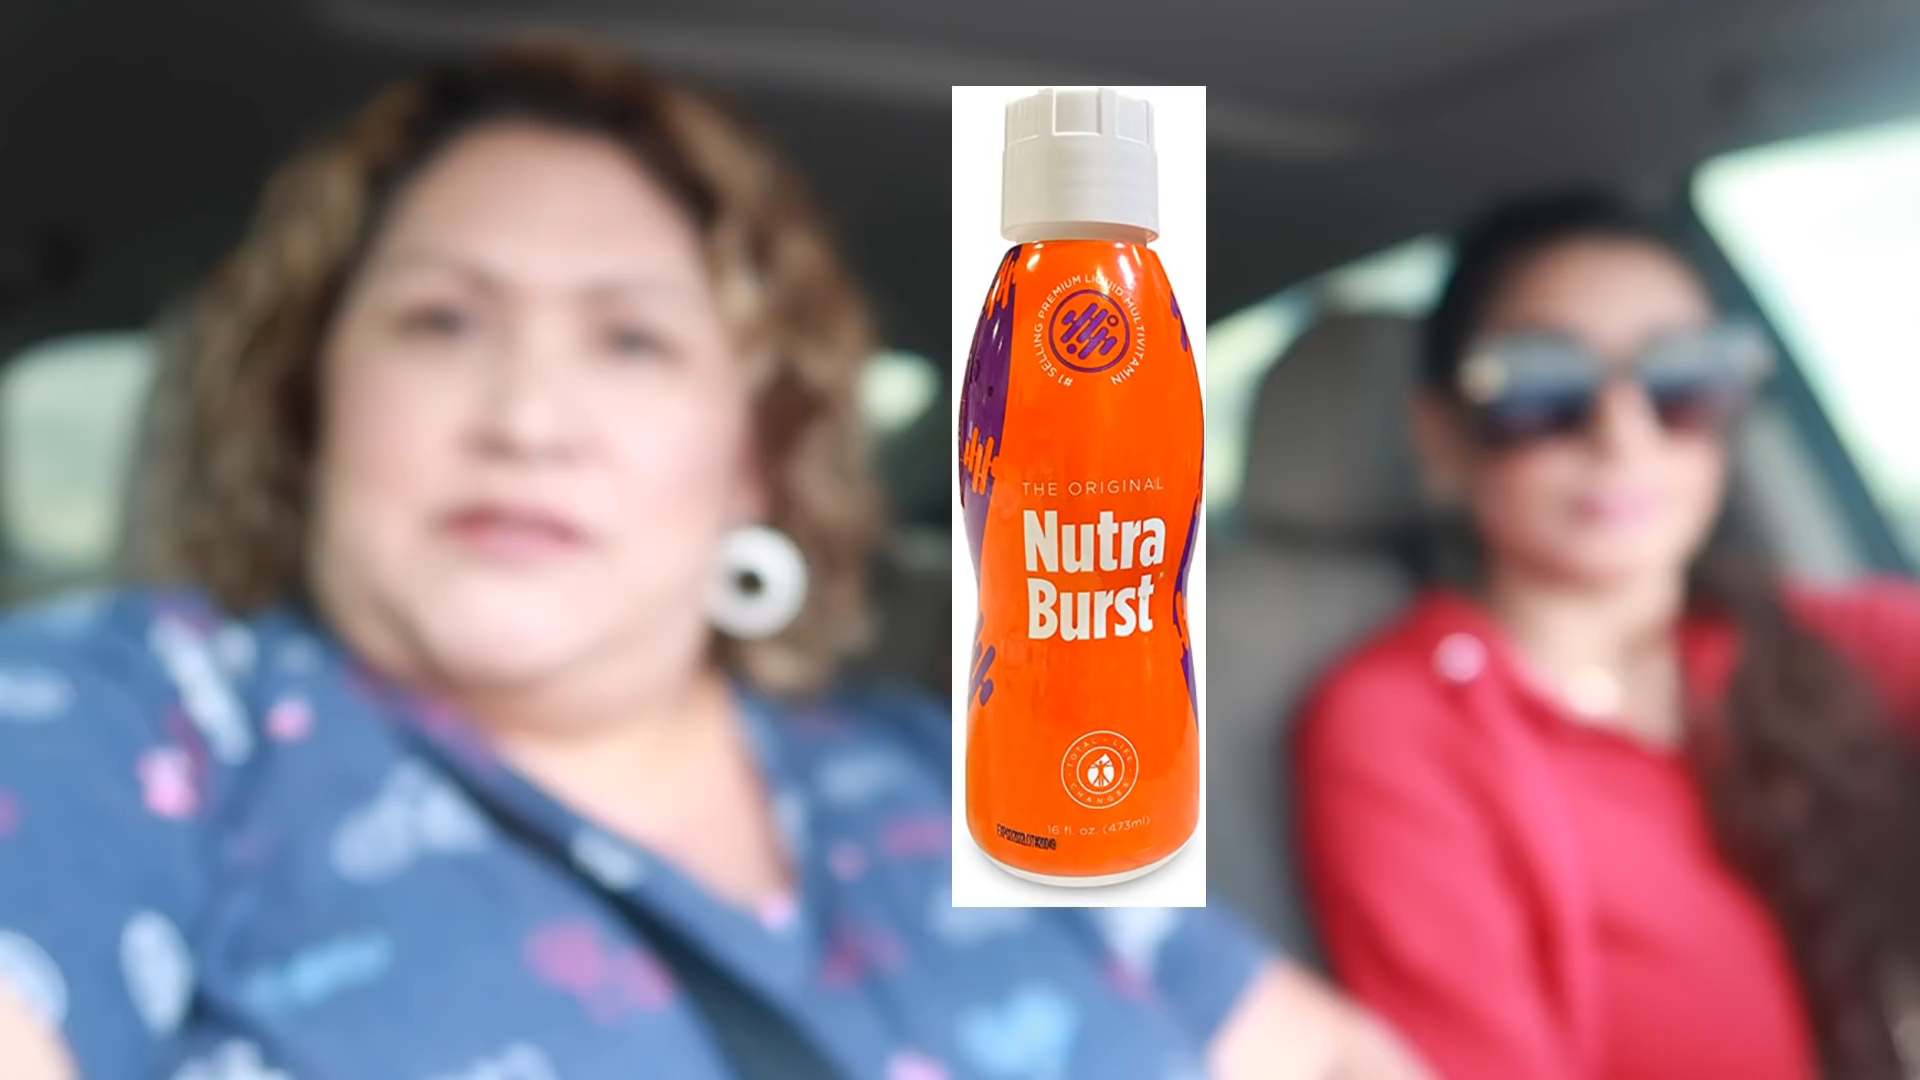 #1 SELLING PREMIUM LIQUID MULTIVITAMIN
THE ORIGINAL
Nutra
Burst
TOTAL · LIFE · CHANGES
16 fl. oz. (473ml)